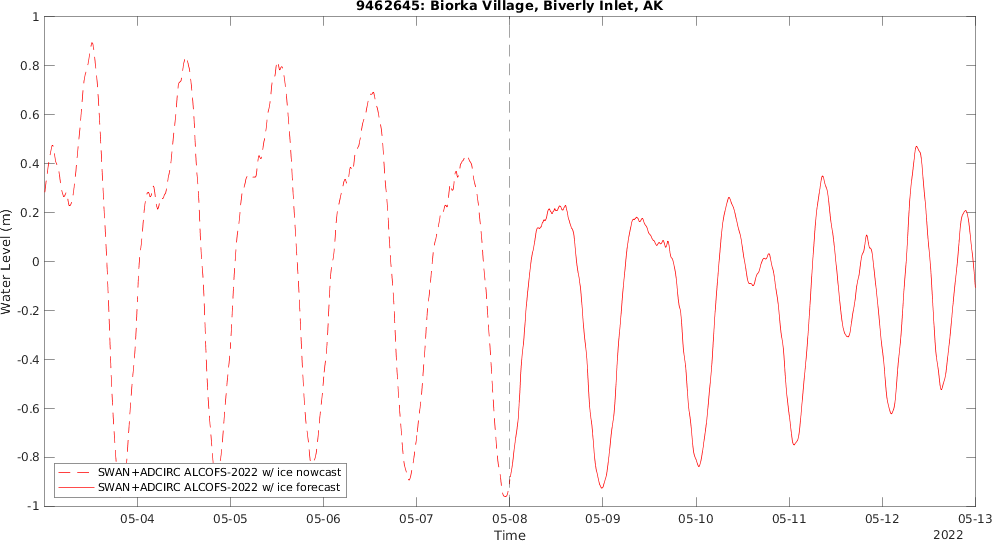 9462645: Biorka Village, Biverly Inlet, AK
1
0.8
0.6
0.4
0.2
0
-0.2
-0.4
-0.6
-0.8
-1
Water Level (m)
SWAN+ADCIRC ALCOFS-2022 w/ ice nowcast
SWAN+ADCIRC ALCOFS-2022 w/ ice forecast
05-04 05-05 05-06 05-07 05-08 05-09 05-10 05-11 05-12 05-13
Time
2022